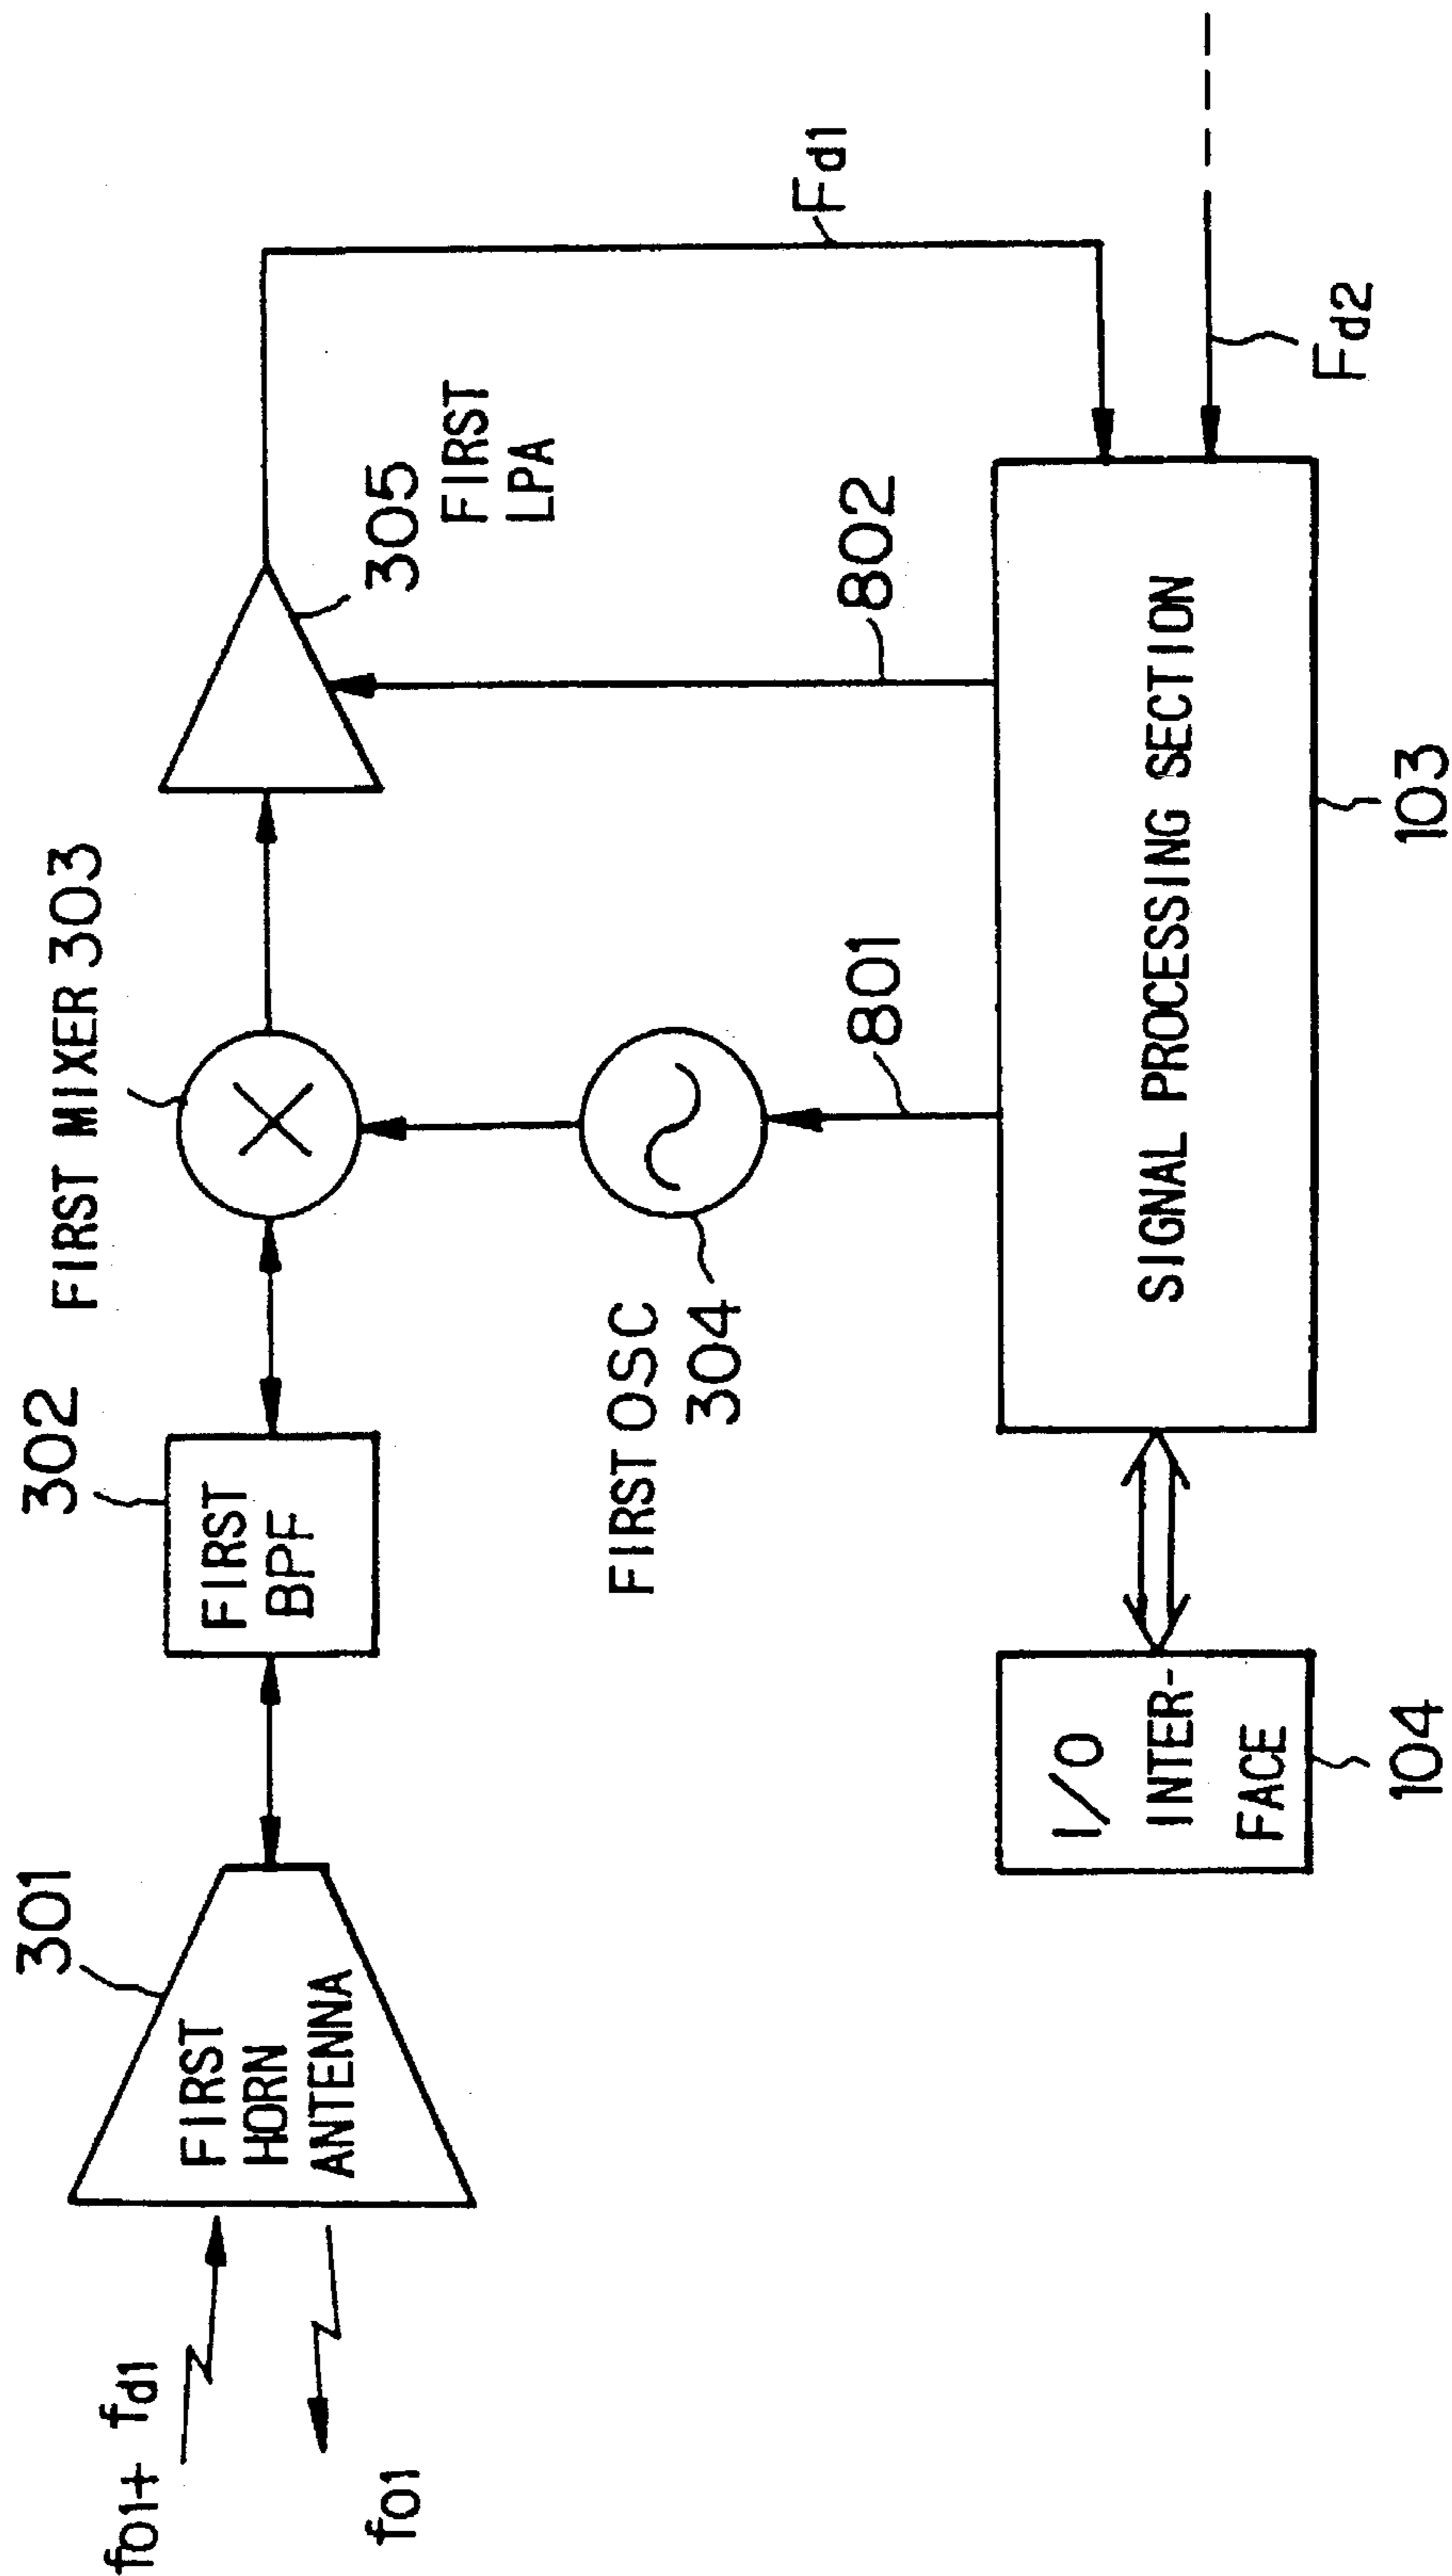 f01+ fd1
f01
301
FIRST
HORN
ANTENNA
302
FIRST
BPF
FIRST MIXER 303
305
FIRST
LPA
Fd1
FIRST OSC
304
801
802
Fd2
I/O
INTER-
FACE
104
SIGNAL PROCESSING SECTION
103